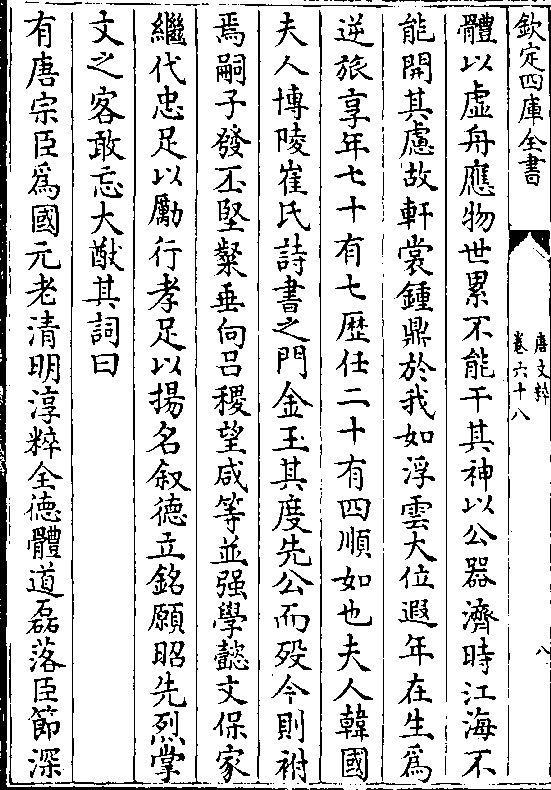 欽定四庫全書
唐文粹
卷六十八
八
體以虛舟應物世累不能干其神以公器濟時江海不
能開其慮故軒裳鍾鼎於我如浮雲大位遐年在生爲
逆旅享年七十有七歷任二十有四順如也夫人韓國
夫人博陵崔氏詩書之門金玉其度先公而殁今則祔
焉嗣子發丕堅粲垂向吕稷望咸等並强學懿文保家
繼代忠足以勵行孝足以揚名叙德立銘願昭先烈掌
文之客敢忘大猷其詞曰
有唐宗臣爲國元老清明淳粹全德體道磊落臣節深